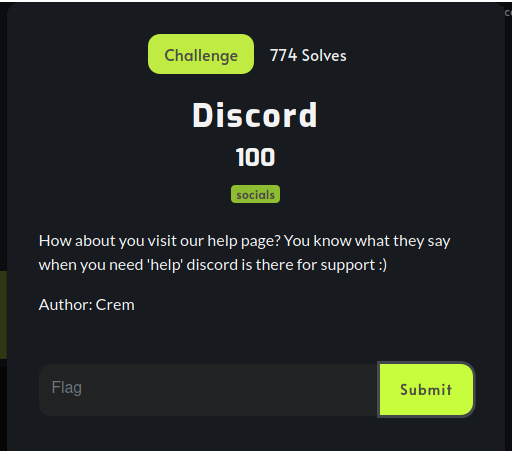 Challenge 774 Solves
Discord
100
socials
How about you visit our help page? You know what they say
when you need 'help' discord is there for support :)
Author: Crem
Flag Submit